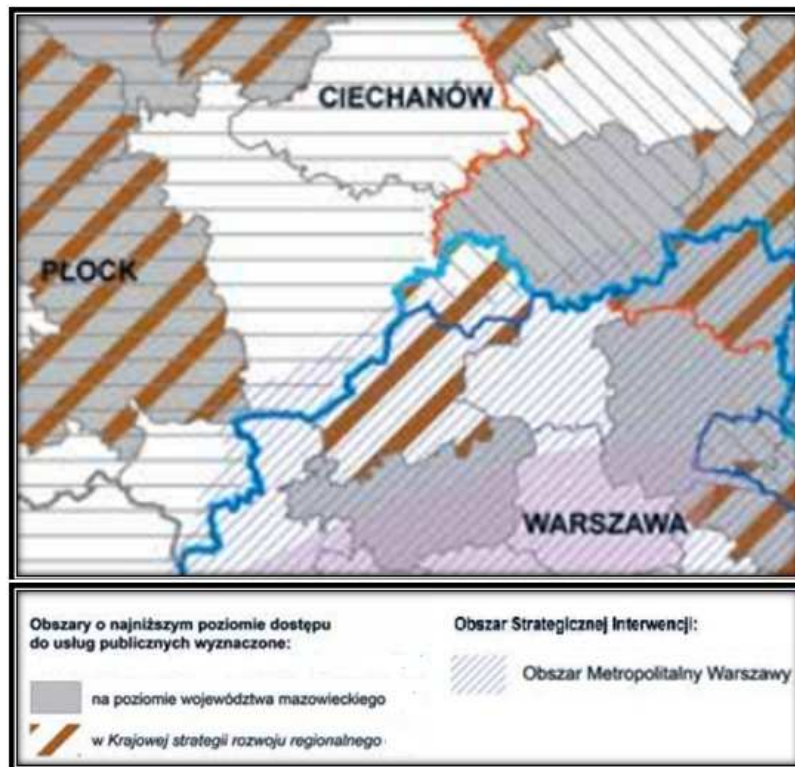 CIECHANÓW
PŁOCK
WARSZAWA
Obszary o najniższym poziomie dostępu
do usług publicznych wyznaczone:
na poziomie województwa mazowieckiego
w Krajowej strategii rozwoju regionalnego
Obszar Strategicznej Interwencji:
Obszar Metropolitalny Warszawy